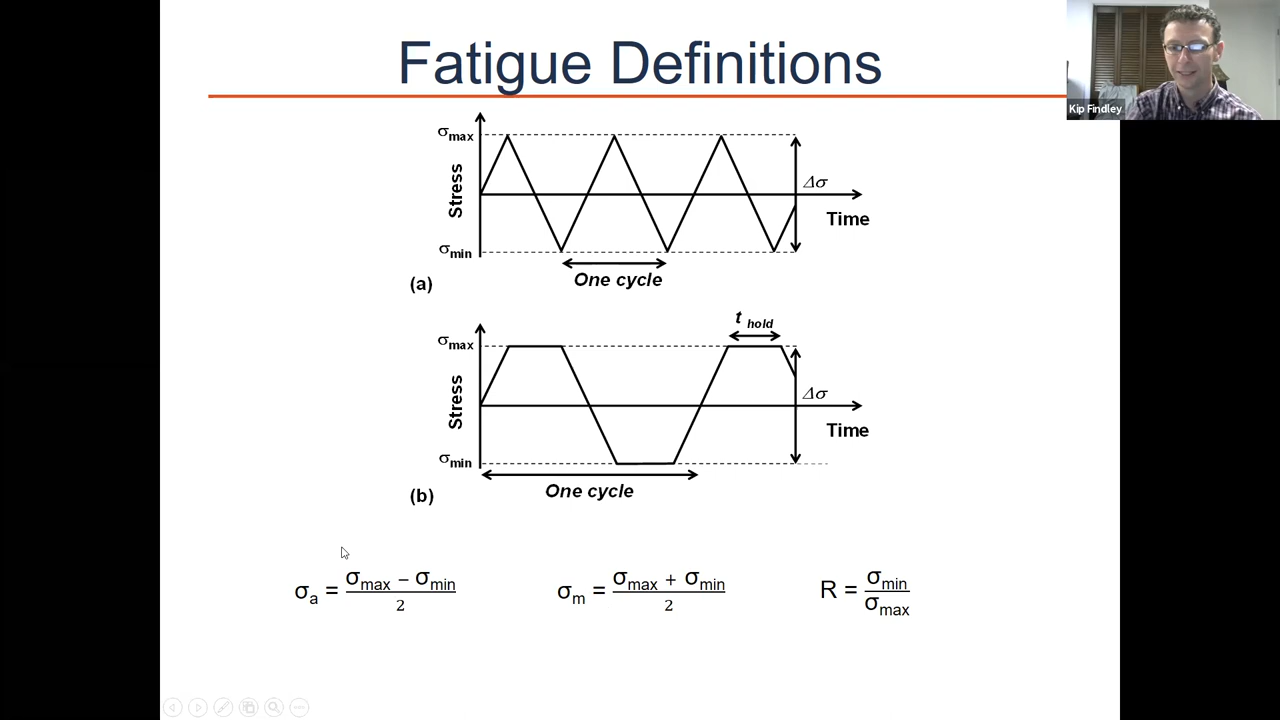 Fatigue Definitions
Kip Findley
σmax
Stress
Δσ
Time
σmin
One cycle
(a)
t hold
σmax
Stress
Δσ
Time
σmin
One cycle
(b)
σa = σmax − σmin / 2
σm = σmax + σmin / 2
R = σmin / σmax